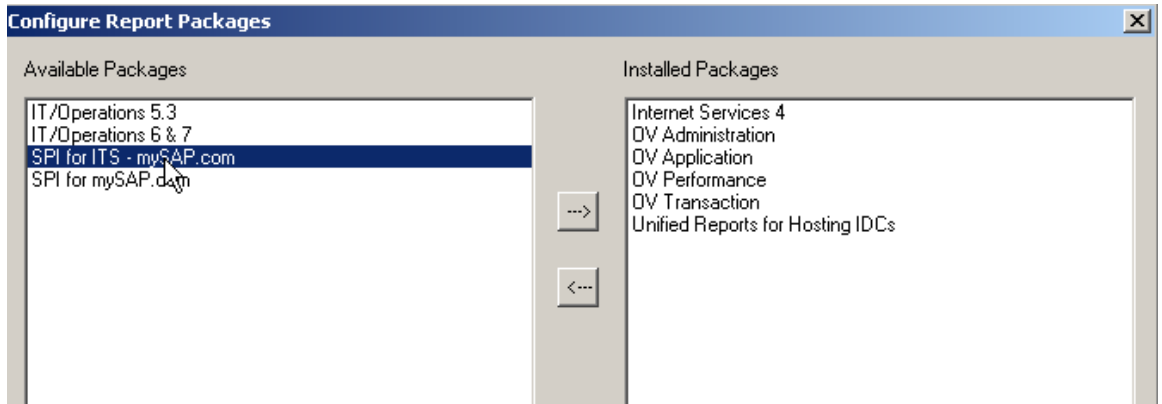 Configure Report Packages
Available Packages
IT/Operations 5.3
IT/Operations 6 & 7
SPI for ITS - mySAP.com
SPI for mySAP.com
--->
<---
Installed Packages
Internet Services 4
OV Administration
OV Application
OV Performance
OV Transaction
Unified Reports for Hosting IDCs